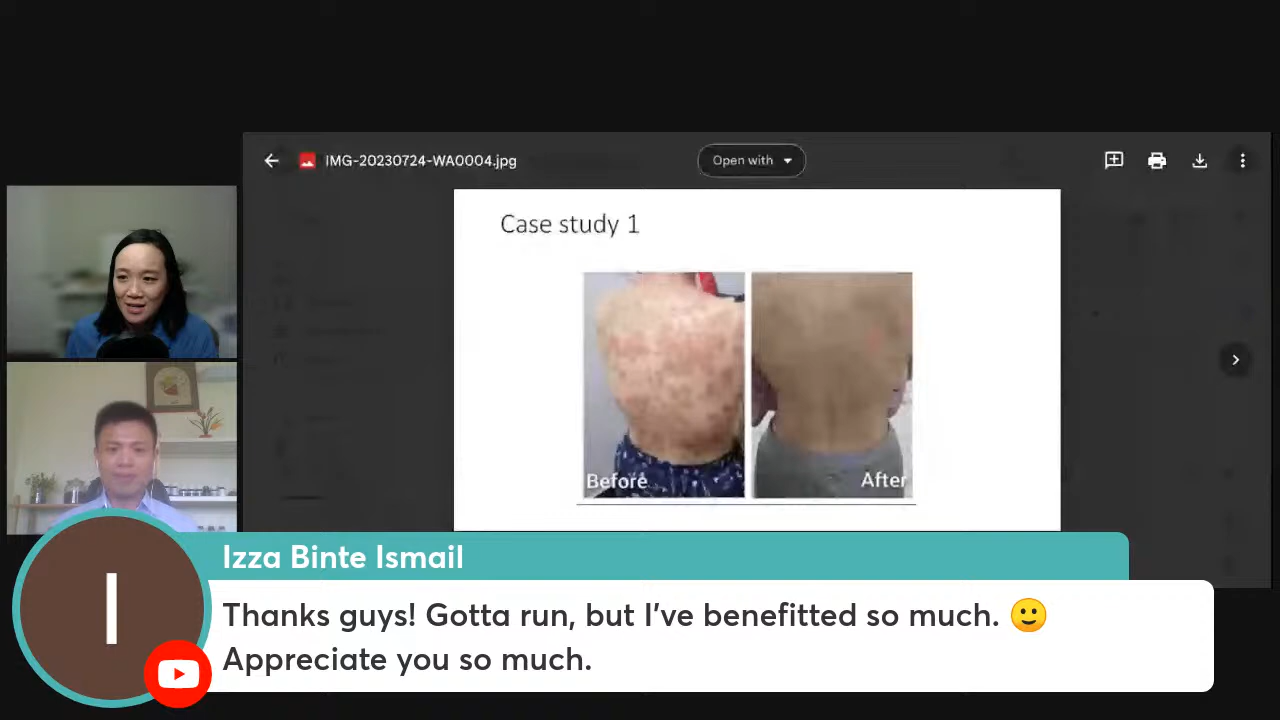 IMG-20230724-WA0004.jpg
Open with
Case study 1
Before
After
I
Izza Binte Ismail
Thanks guys! Gotta run, but I've benefitted so much. 🙂
Appreciate you so much.